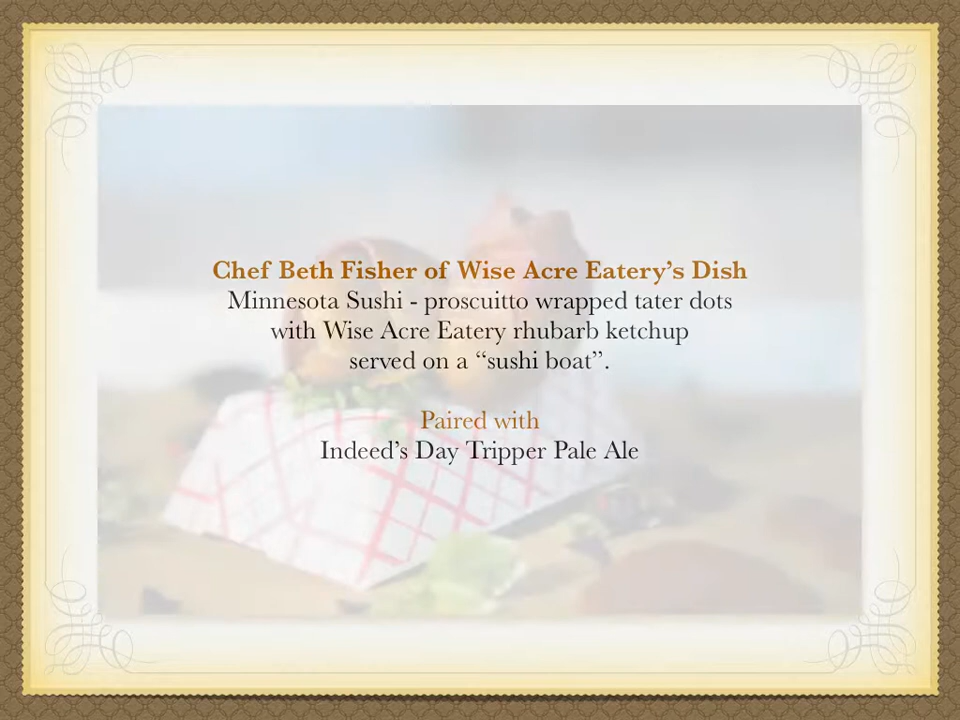 Chef Beth Fisher of Wise Acre Eatery’s Dish
Minnesota Sushi - proscuitto wrapped tater dots
with Wise Acre Eatery rhubarb ketchup
served on a “sushi boat”.
Paired with
Indeed’s Day Tripper Pale Ale